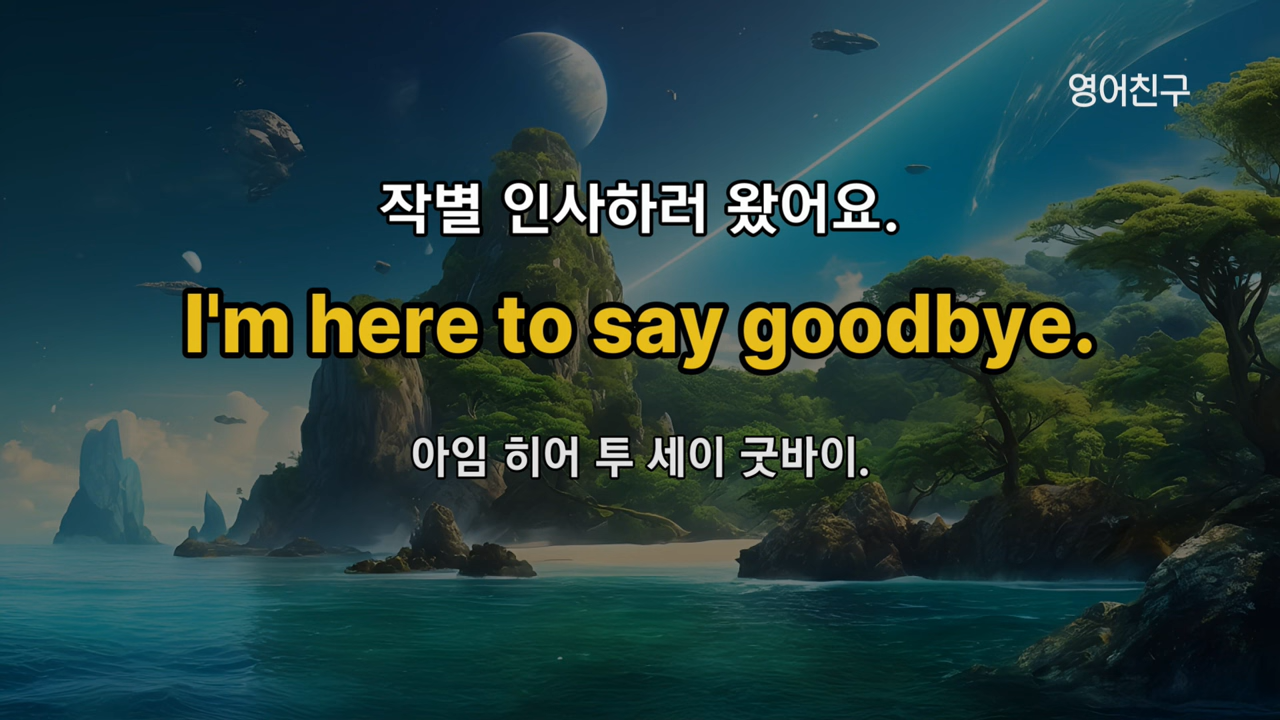 영어친구
작별 인사하러 왔어요.
I'm here to say goodbye.
아임 히어 투 세이 굿바이.